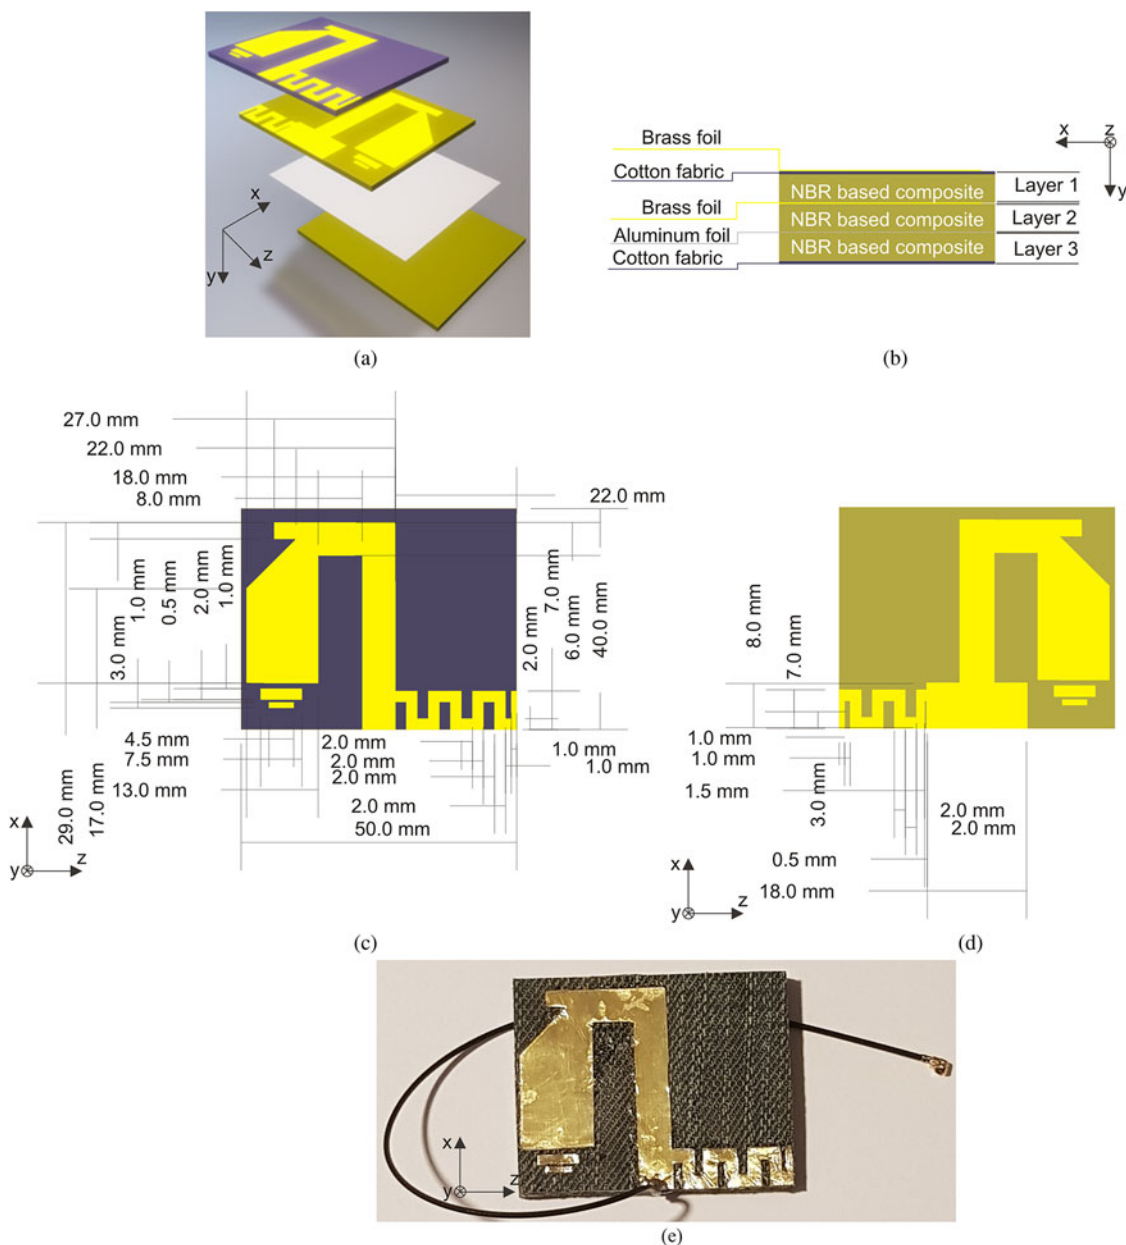 x
z
y
(a)
Brass foil
Cotton fabric
Brass foil
Aluminum foil
Cotton fabric
NBR based composite
NBR based composite
NBR based composite
Layer 1
Layer 2
Layer 3
x
z
y
(b)
27.0 mm
22.0 mm
18.0 mm
8.0 mm
22.0 mm
1.0 mm
0.5 mm
2.0 mm
1.0 mm
3.0 mm
2.0 mm
7.0 mm
6.0 mm
40.0 mm
4.5 mm
7.5 mm
13.0 mm
29.0 mm
17.0 mm
2.0 mm
2.0 mm
2.0 mm
2.0 mm
50.0 mm
1.0 mm
1.0 mm
x
y
z
(c)
8.0 mm
7.0 mm
1.0 mm
1.0 mm
1.5 mm
3.0 mm
2.0 mm
2.0 mm
0.5 mm
18.0 mm
x
y
z
(d)
x
y
z
(e)